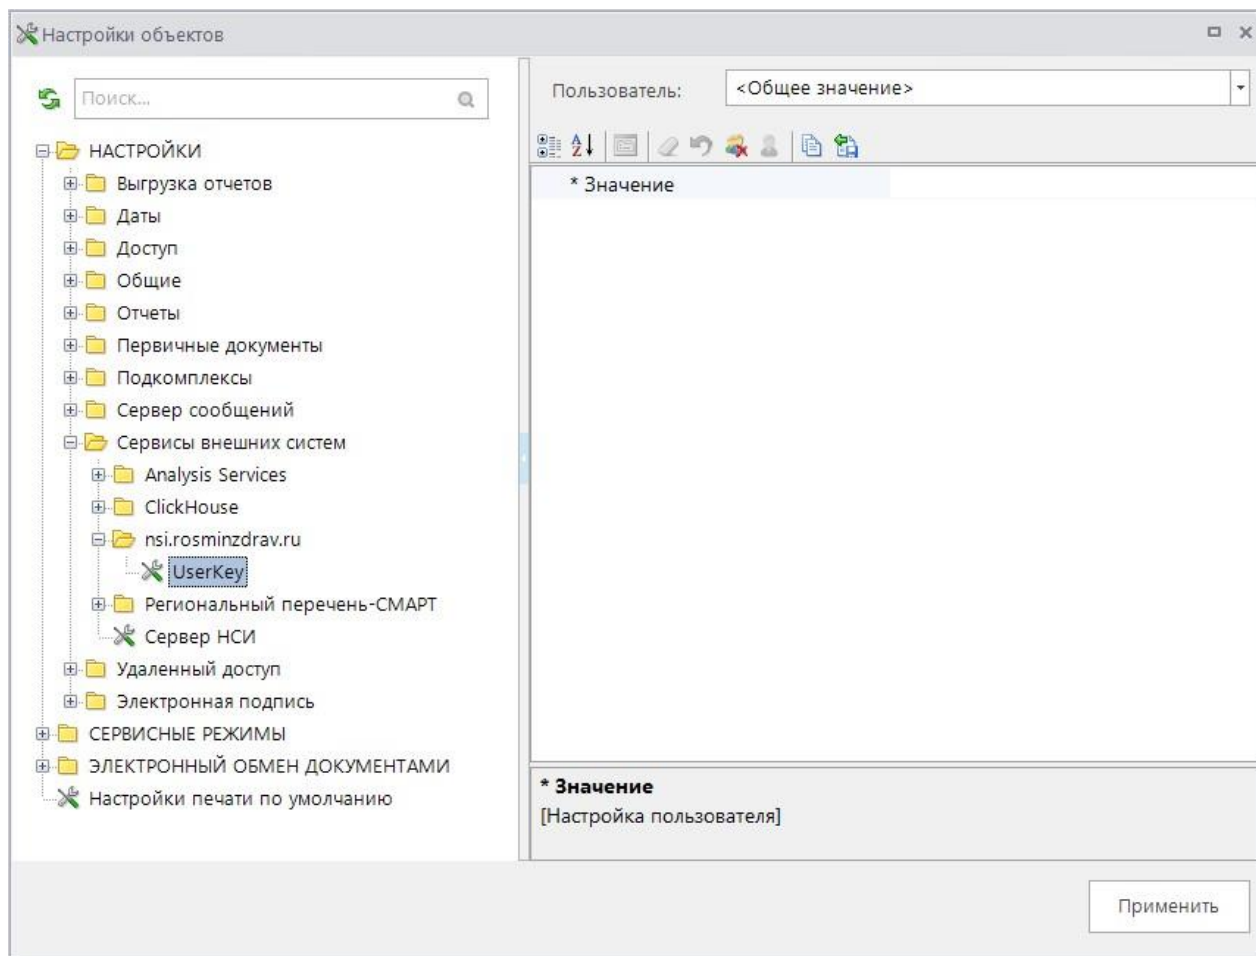 Настройки объектов
Поиск...
НАСТРОЙКИ
Выгрузка отчетов
Даты
Доступ
Общие
Отчеты
Первичные документы
Подкомплексы
Сервер сообщений
Сервисы внешних систем
Analysis Services
ClickHouse
nsi.rosminzdrav.ru
UserKey
Региональный перечень-СМАРТ
Сервер НСИ
Удаленный доступ
Электронная подпись
СЕРВИСНЫЕ РЕЖИМЫ
ЭЛЕКТРОННЫЙ ОБМЕН ДОКУМЕНТАМИ
Настройки печати по умолчанию
Пользователь: <Общее значение>
* Значение
* Значение
[Настройка пользователя]
Применить